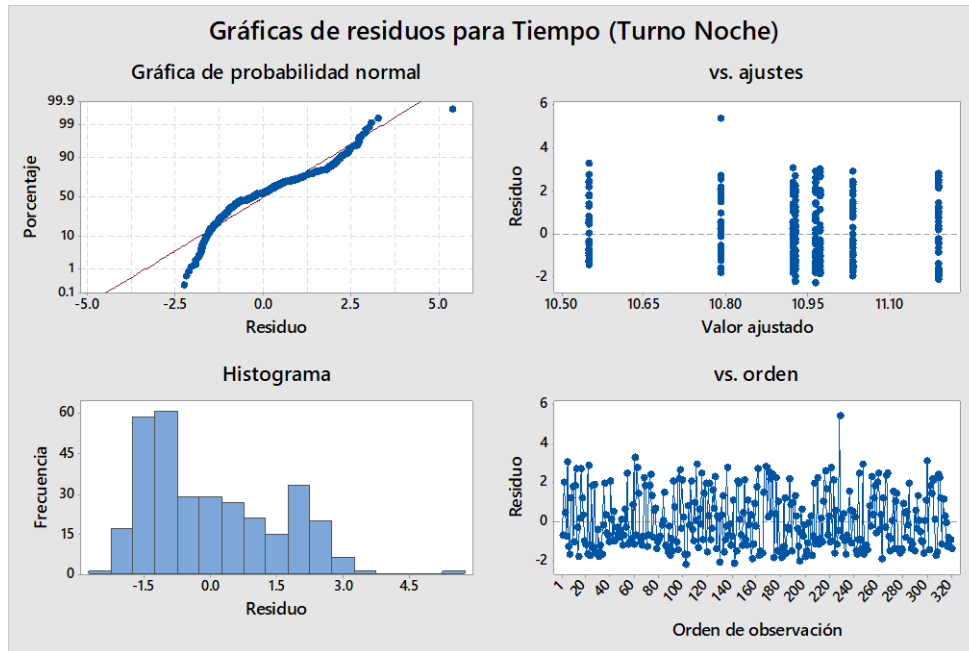 Gráficas de residuos para Tiempo (Turno Noche)
Gráfica de probabilidad normal
99.9
99
90
50
10
1
0.1
Porcentaje
-5.0 -2.5 0.0 2.5 5.0
Residuo
vs. ajustes
6
4
2
0
-2
Residuo
10.50 10.65 10.80 10.95 11.10
Valor ajustado
Histograma
60
45
30
15
0
Frecuencia
-1.5 0.0 1.5 3.0 4.5
Residuo
vs. orden
6
4
2
0
-2
Residuo
1 20 40 60 80 100 120 140 160 180 200 220 240 260 280 300 320
Orden de observación